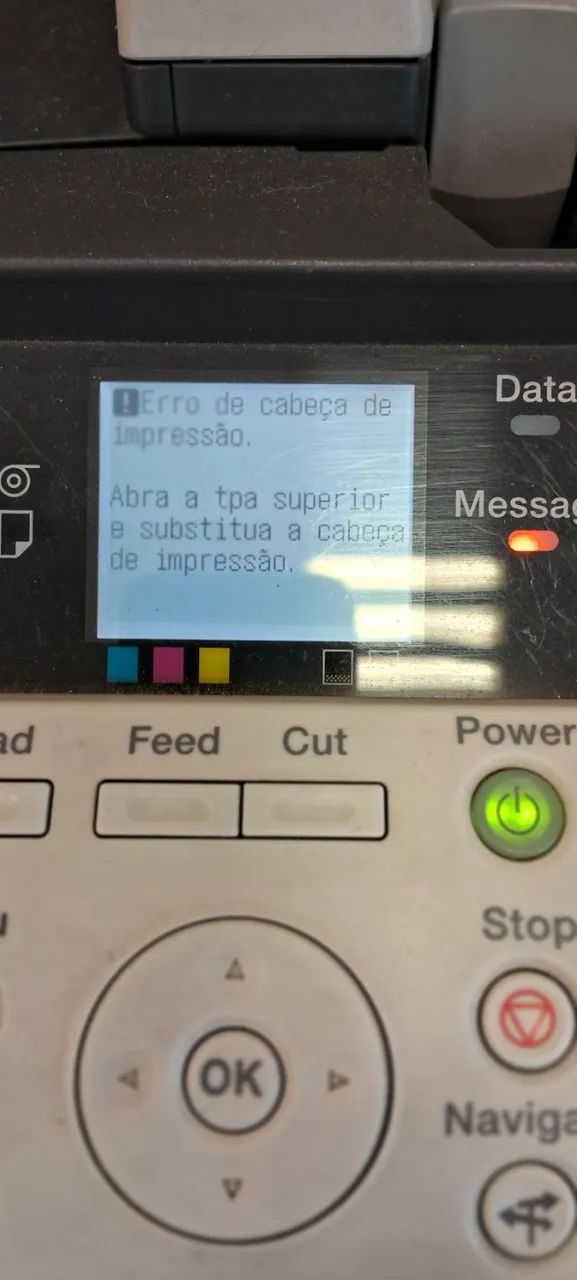 !Erro de cabeça de
impressão.
Abra a tpa superior
e substitua a cabeça
de impressão.
Data
Messag
ad
Feed
Cut
Power
Stop
OK
Naviga